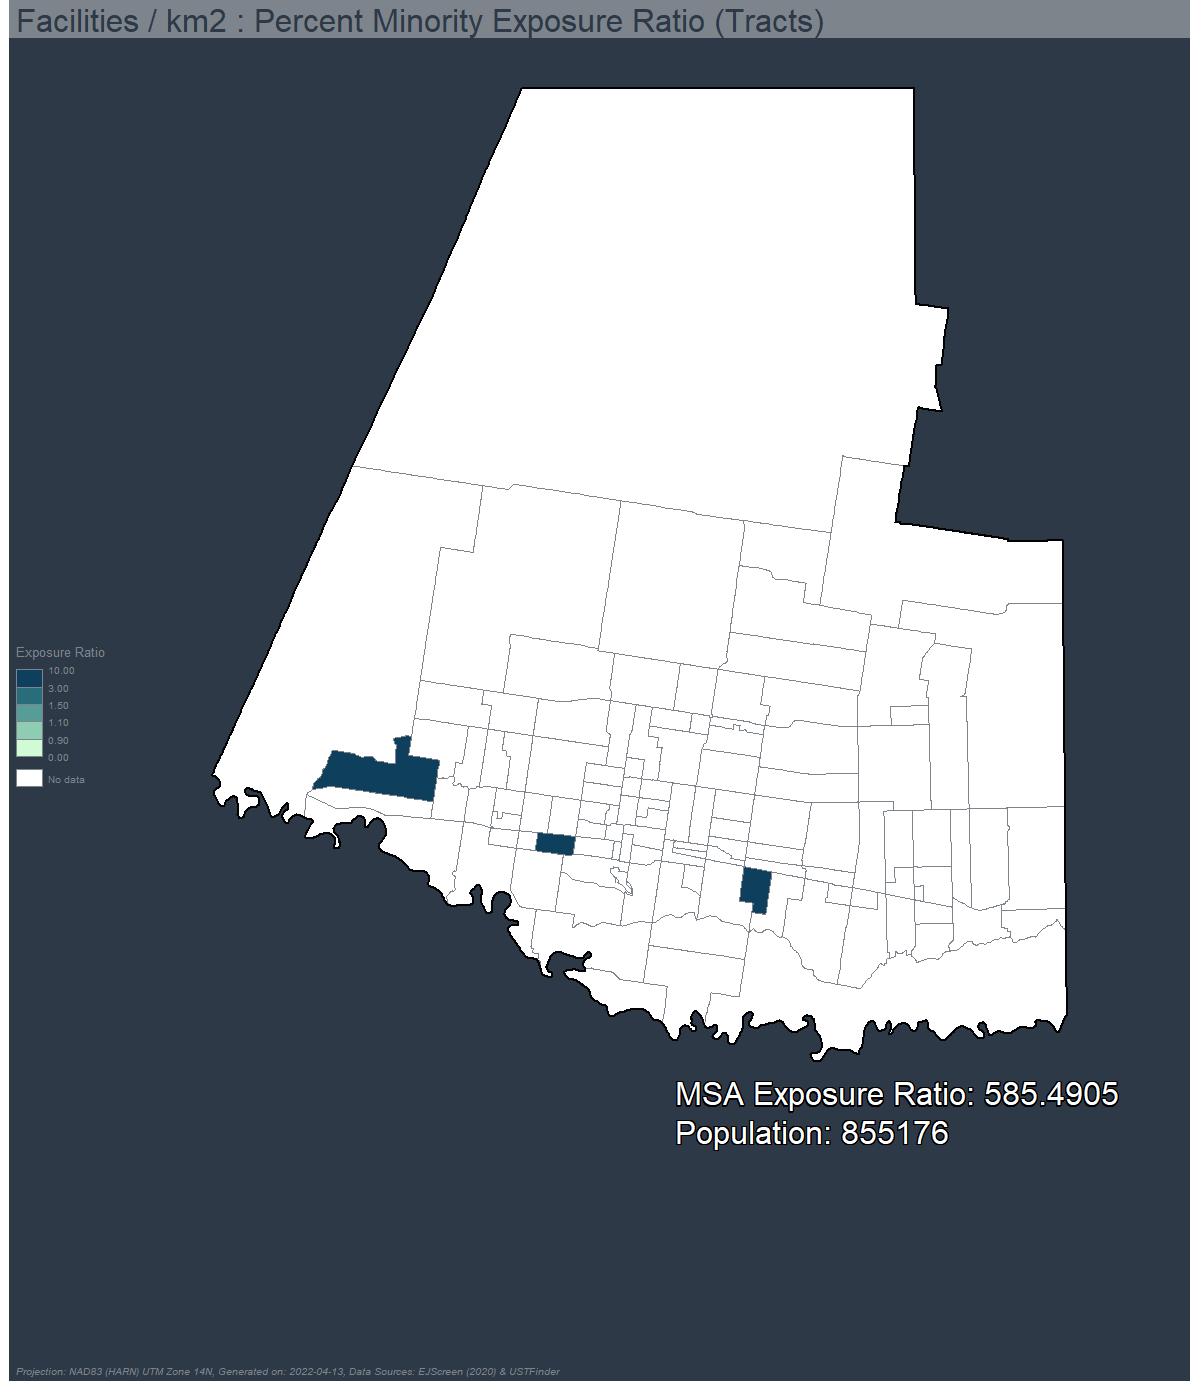 Facilities / km2 : Percent Minority Exposure Ratio (Tracts)
Exposure Ratio
10.00
3.00
1.50
1.10
0.90
0.00
No data
MSA Exposure Ratio: 585.4905
Population: 855176
Projection: NAD83 (HARN) UTM Zone 14N, Generated on: 2022-04-13, Data Sources: EJScreen (2020) & USTFinder